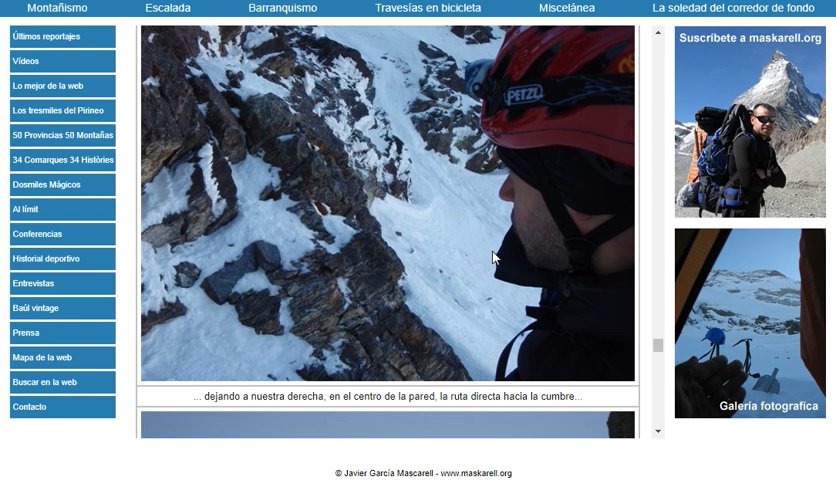 Montañismo
Escalada
Barranquismo
Travesías en bicicleta
Miscelánea
La soledad del corredor de fondo
Últimos reportajes
Vídeos
Lo mejor de la web
Los tresmiles del Pirineo
50 Provincias 50 Montañas
34 Comarques 34 Històries
Dosmiles Mágicos
Al límit
Conferencias
Historial deportivo
Entrevistas
Baúl vintage
Prensa
Mapa de la web
Buscar en la web
Contacto
PETZL
... dejando a nuestra derecha, en el centro de la pared, la ruta directa hacia la cumbre...
Suscríbete a maskarell.org
Galería fotografica
© Javier García Mascarell - www.maskarell.org